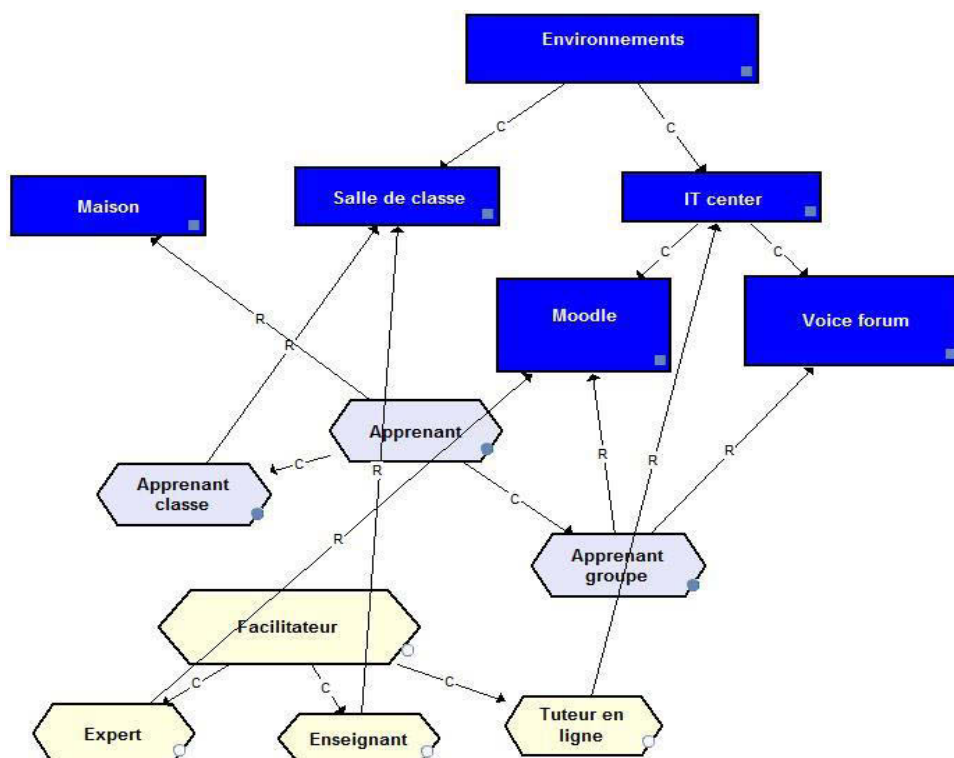 Environnements
C
C
Maison
Salle de classe
IT center
C
C
Moodle
Voice forum
R
R
R
Apprenant
C
R
R
R
Apprenant
classe
C
R
Apprenant
groupe
Facilitateur
C
C
C
Expert
Enseignant
Tuteur en
ligne